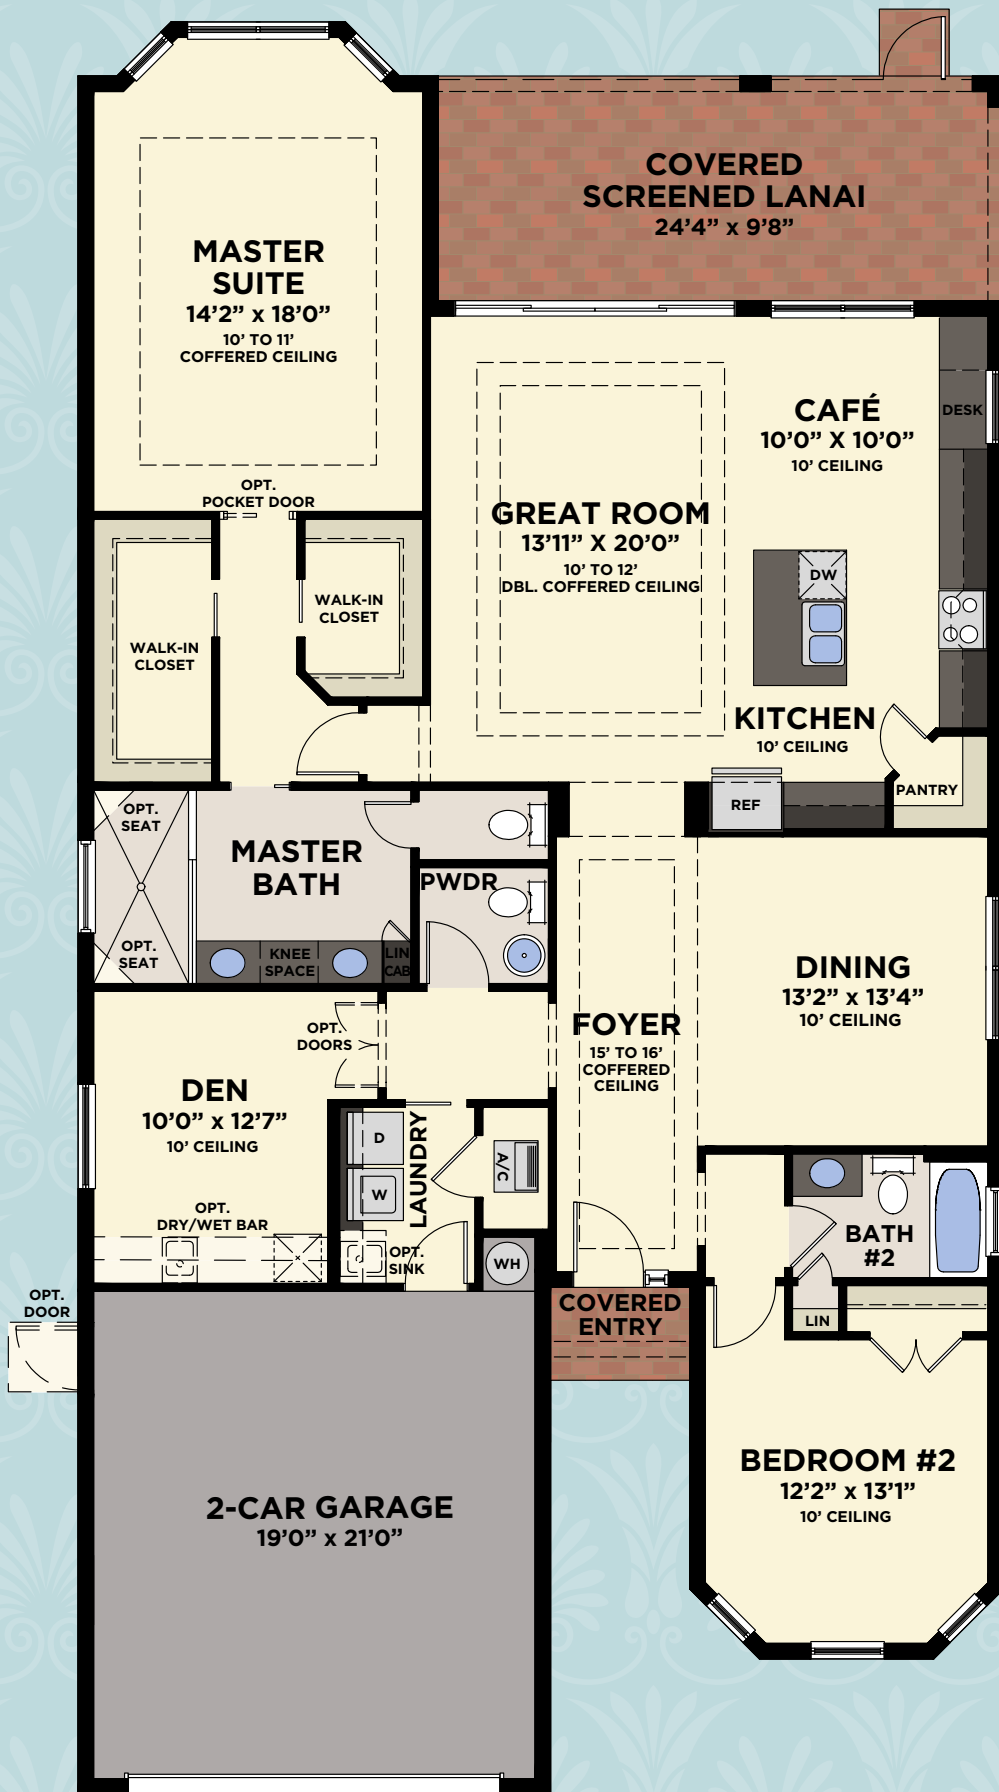 COVERED
SCREENED LANAI
24'4” x 9'8”
MASTER
SUITE
14'2” x 18'0”
10’ TO 11’
COFFERED CEILING
CAFÉ
10'0” X 10'0”
10’ CEILING
DESK
OPT.
POCKET DOOR
GREAT ROOM
13'11” X 20'0”
10’ TO 12’
DBL. COFFERED CEILING
DW
WALK-IN
CLOSET
WALK-IN
CLOSET
KITCHEN
10’ CEILING
PANTRY
REF
OPT.
SEAT
MASTER
BATH
PWDR
OPT.
SEAT
KNEE
SPACE
LIN
CAB
DINING
13'2” x 13'4”
10’ CEILING
FOYER
15’ TO 16’
COFFERED
CEILING
OPT.
DOORS
DEN
10'0” x 12'7”
10’ CEILING
D
W
LAUNDRY
A/C
OPT.
DRY/WET BAR
OPT.
SINK
WH
BATH
#2
LIN
OPT.
DOOR
COVERED
ENTRY
BEDROOM #2
12'2” x 13'1”
10’ CEILING
2-CAR GARAGE
19'0” x 21'0”